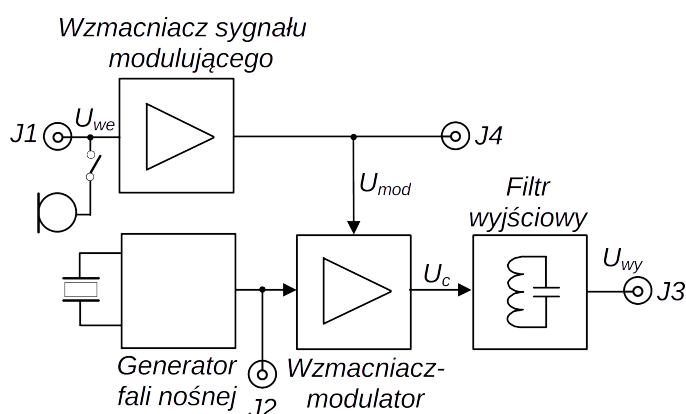 Wzmacniacz sygnału
modulującego
J1
Uwe
J4
Umod
Filtr
wyjściowy
Uc
Uwy
J3
Generator
fali nośnej
J2
Wzmacniacz-
modulator